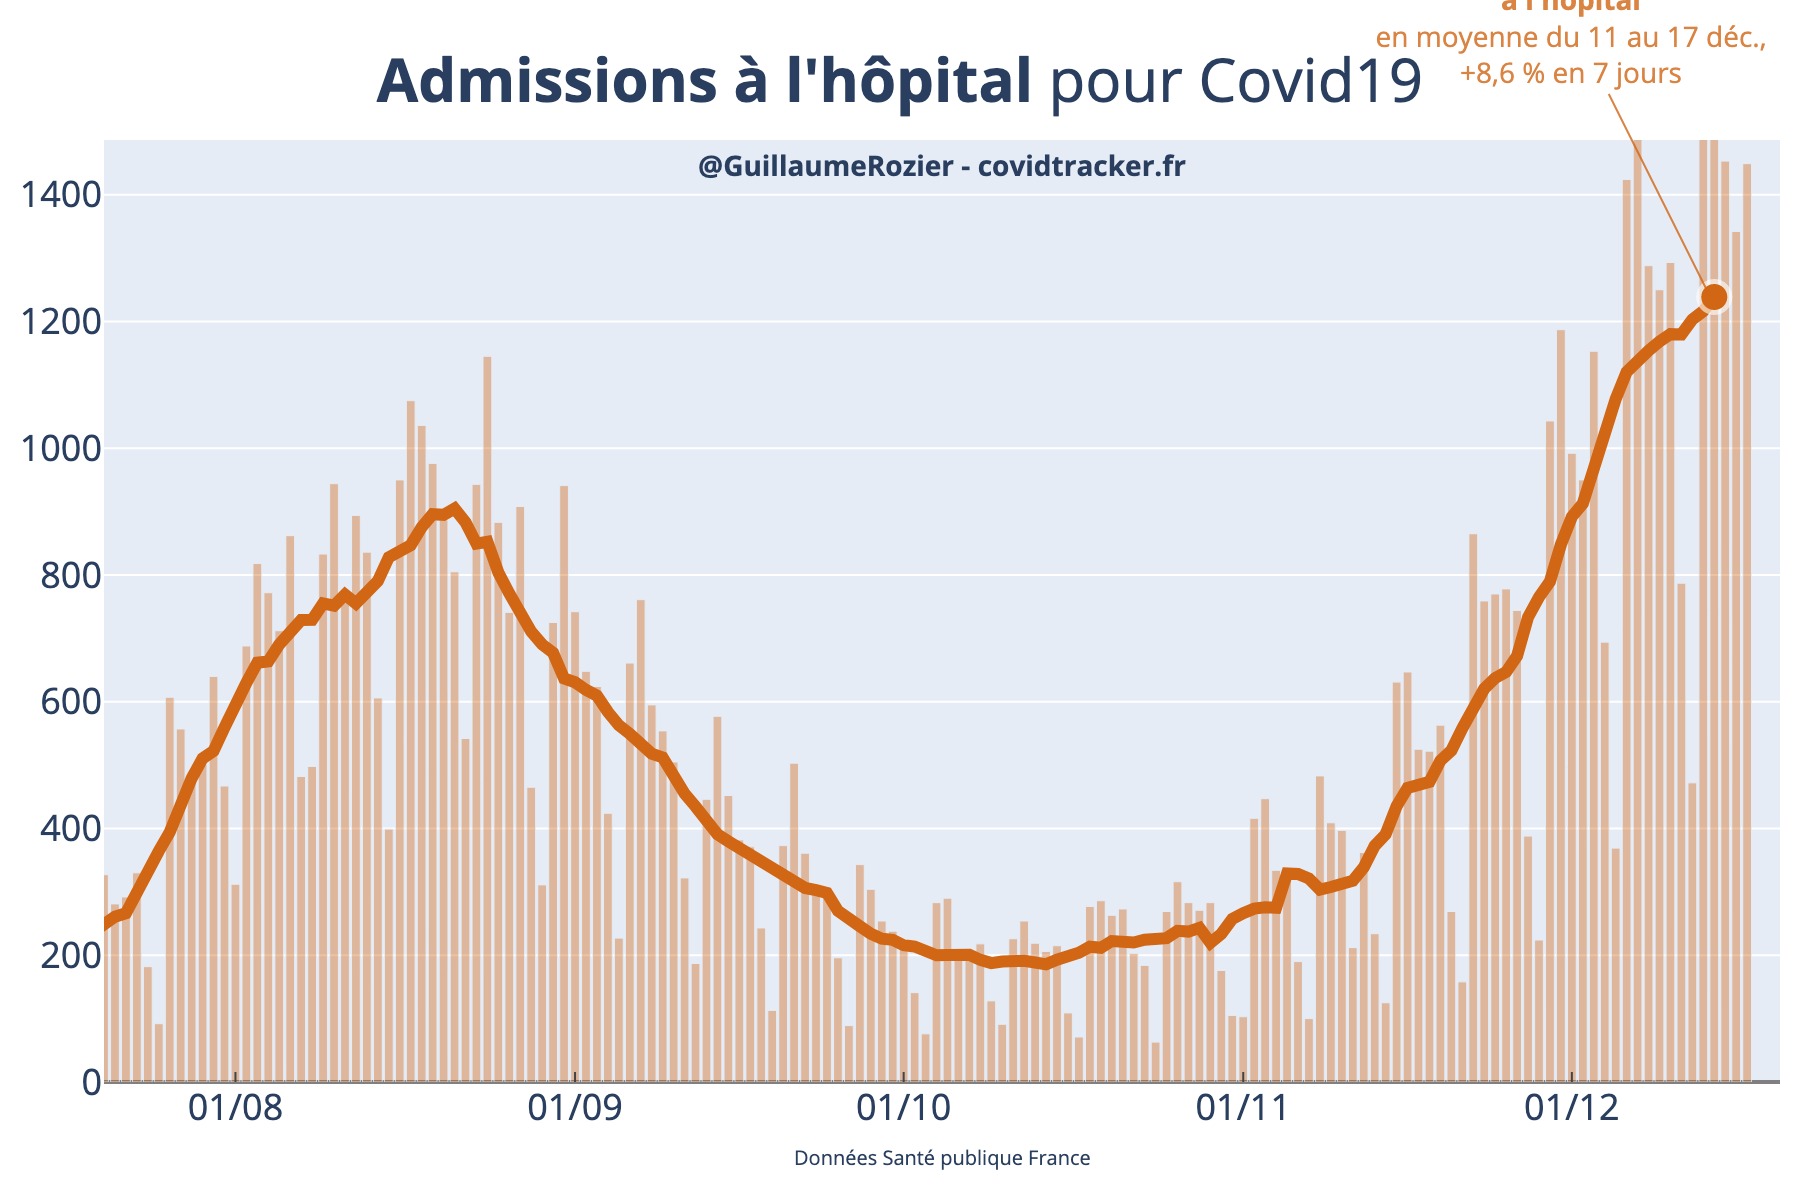 à l'hôpital
en moyenne du 11 au 17 déc.,
+8,6 % en 7 jours
Admissions à l'hôpital pour Covid19
@GuillaumeRozier - covidtracker.fr
1400
1200
1000
800
600
400
200
0
01/08 01/09 01/10 01/11 01/12
Données Santé publique France